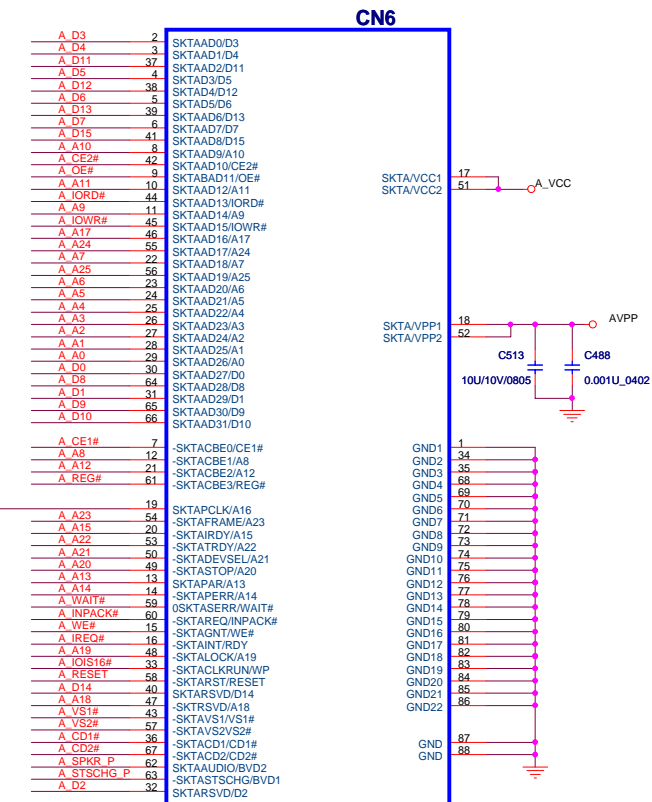 CN6
A_D3 2 SKTAAD0/D3
A_D4 3 SKTAAD1/D4
A_D11 37 SKTAAD2/D11
A_D5 4 SKTAD3/D5
A_D12 38 SKTAD4/D12
A_D6 5 SKTAD5/D6
A_D13 39 SKTAAD6/D13
A_D7 6 SKTAAD7/D7
A_D15 41 SKTAAD8/D15
A_A10 8 SKTAAD9/A10
A_CE2# 42 SKTAAD10/CE2#
A_OE# 9 SKTABAD11/OE# SKTA/VCC1 17
A_A11 10 SKTAAD12/A11 SKTA/VCC2 51 A_VCC
A_IORD# 44 SKTAAD13/IORD#
A_A9 11 SKTAAD14/A9
A_IOWR# 45 SKTAAD15/IOWR#
A_A17 46 SKTAAD16/A17
A_A24 55 SKTAAD17/A24
A_A7 22 SKTAAD18/A7
A_A25 56 SKTAAD19/A25
A_A6 23 SKTAAD20/A6
A_A5 24 SKTAAD21/A5
A_A4 25 SKTAAD22/A4
A_A3 26 SKTAAD23/A3 SKTA/VPP1 18 AVPP
A_A2 27 SKTAAD24/A2 SKTA/VPP2 52
A_A1 28 SKTAAD25/A1
A_A0 29 SKTAAD26/A0 C513 C488
A_D0 30 SKTAAD27/D0
A_D8 64 SKTAAD28/D8 10U/10V/0805 0.001U_0402
A_D1 31 SKTAAD29/D1
A_D9 65 SKTAAD30/D9
A_D10 66 SKTAAD31/D10
A_CE1# 7 -SKTACBE0/CE1# GND1 1
A_A8 12 -SKTACBE1/A8 GND2 34
A_A12 21 -SKTACBE2/A12 GND3 35
A_REG# 61 -SKTACBE3/REG# GND4 68
GND5 69
19 SKTAPCLK/A16 GND6 70
A_A23 54 -SKTAFRAME/A23 GND7 71
A_A15 20 -SKTAIRDY/A15 GND8 72
A_A22 53 -SKTATRDY/A22 GND9 73
A_A21 50 -SKTADEVSEL/A21 GND10 74
A_A20 49 -SKTASTOP/A20 GND11 75
A_A13 13 SKTAPAR/A13 GND12 76
A_A14 14 -SKTAPERR/A14 GND13 77
A_WAIT# 59 0SKTASERR/WAIT# GND14 78
A_INPACK# 60 -SKTAREQ/INPACK# GND15 79
A_WE# 15 -SKTAGNT/WE# GND16 80
A_IREQ# 16 -SKTAINT/RDY GND17 81
A_A19 48 -SKTALOCK/A19 GND18 82
A_IOIS16# 33 -SKTACLKRUN/WP GND19 83
A_RESET 58 -SKTARST/RESET GND20 84
A_D14 40 SKTARSVD/D14 GND21 85
A_A18 47 -SKTRSVD/A18 GND22 86
A_VS1# 43 -SKTAVS1/VS1#
A_VS2# 57 -SKTAVS2VS2#
A_CD1# 36 -SKTACD1/CD1# GND 87
A_CD2# 67 -SKTACD2/CD2# GND 88
A_SPKR_P 62 SKTAAUDIO/BVD2
A_STSCHG_P 63 -SKTASTSCHG/BVD1
A_D2 32 SKTARSVD/D2